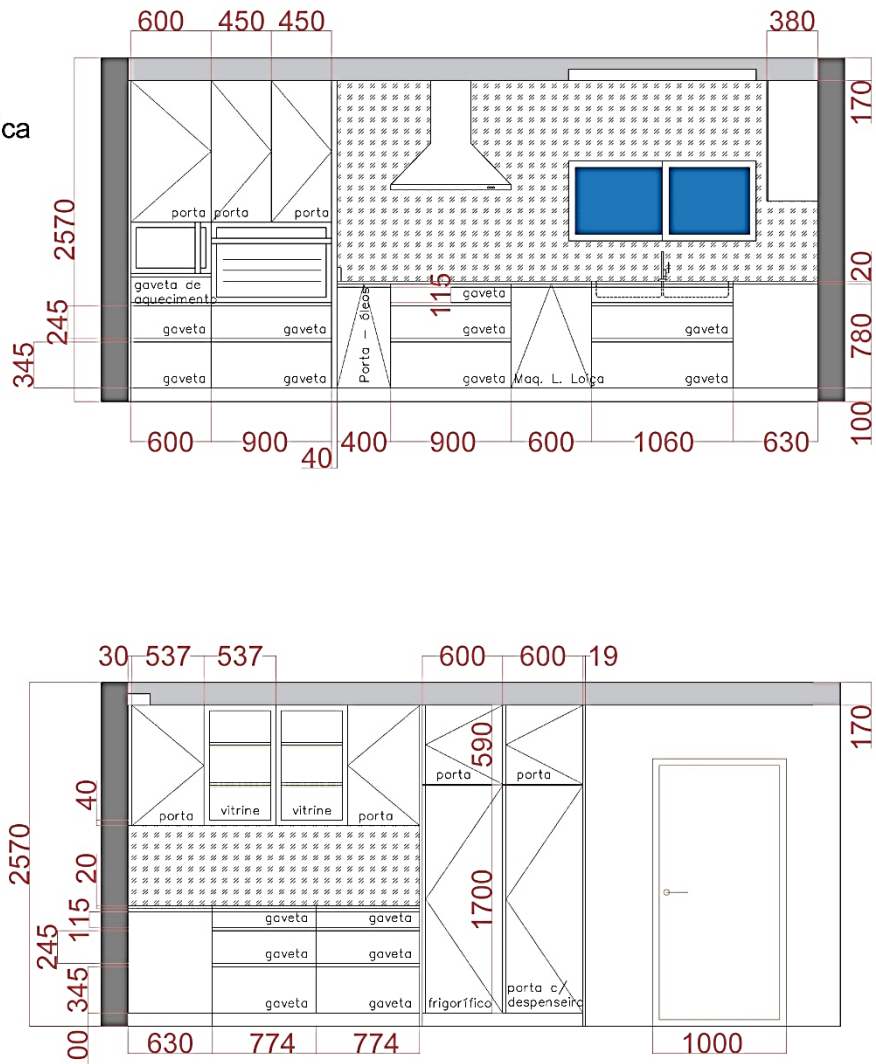 600 450 450 380
170
ca
porta porta porta
2570
gaveta de
aquecimento
20
115
gaveta
245
gaveta gaveta Porta - óleos gaveta gaveta
780
345
gaveta gaveta gaveta Maq. L. Loiça gaveta
100
600 900 400 900 600 1060 630
40
30 537 537 600 600 19
170
590
porta porta
40
porta vitrine vitrine porta
2570
20
1700
115
gaveta gaveta
245
gaveta gaveta
345
gaveta gaveta frigorífico porta c/
despenseiro
00
630 774 774 1000